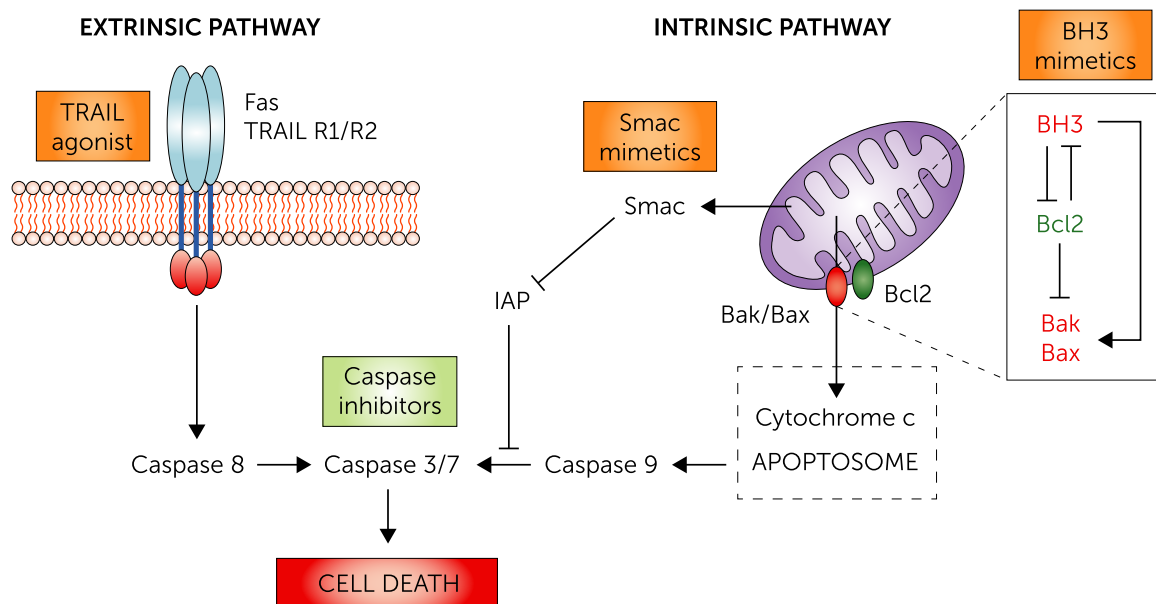 EXTRINSIC PATHWAY
INTRINSIC PATHWAY
BH3
mimetics
TRAIL
agonist
Fas
TRAIL R1/R2
Smac
mimetics
BH3
Smac
Bcl2
IAP
Bak/Bax
Bcl2
Bak
Bax
Caspase
inhibitors
Cytochrome c
APOPTOSOME
Caspase 8
Caspase 3/7
Caspase 9
CELL DEATH